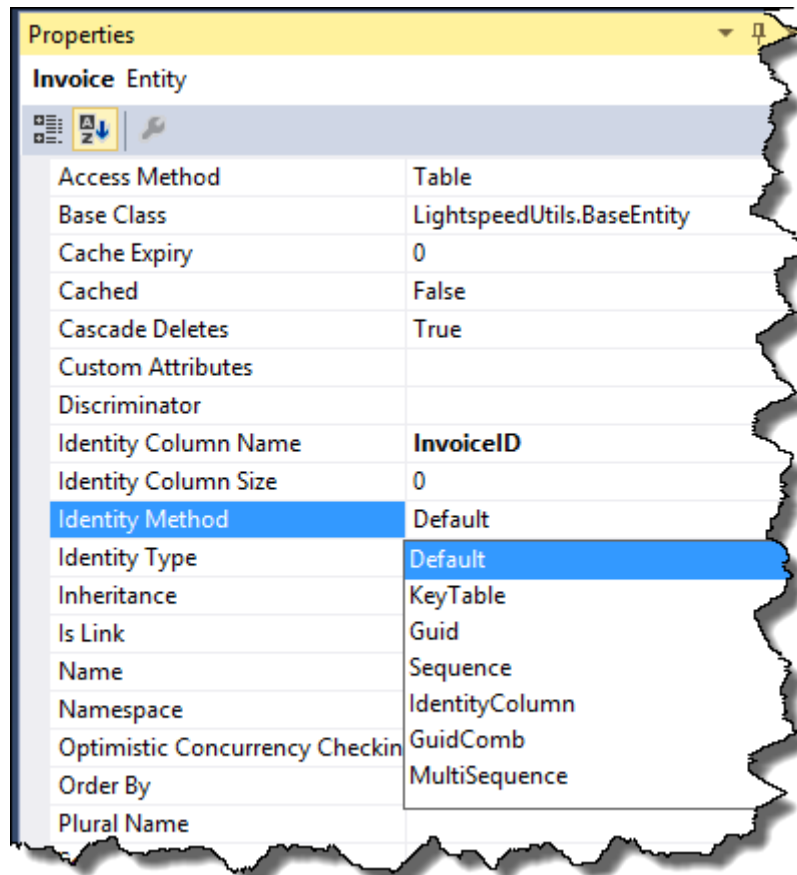 Properties
Invoice Entity
Access Method Table
Base Class LightspeedUtils.BaseEntity
Cache Expiry 0
Cached False
Cascade Deletes True
Custom Attributes
Discriminator
Identity Column Name InvoiceID
Identity Column Size 0
Identity Method Default
Identity Type Default
Inheritance KeyTable
Is Link Guid
Name Sequence
Namespace IdentityColumn
Optimistic Concurrency Checkin GuidComb
Order By MultiSequence
Plural Name